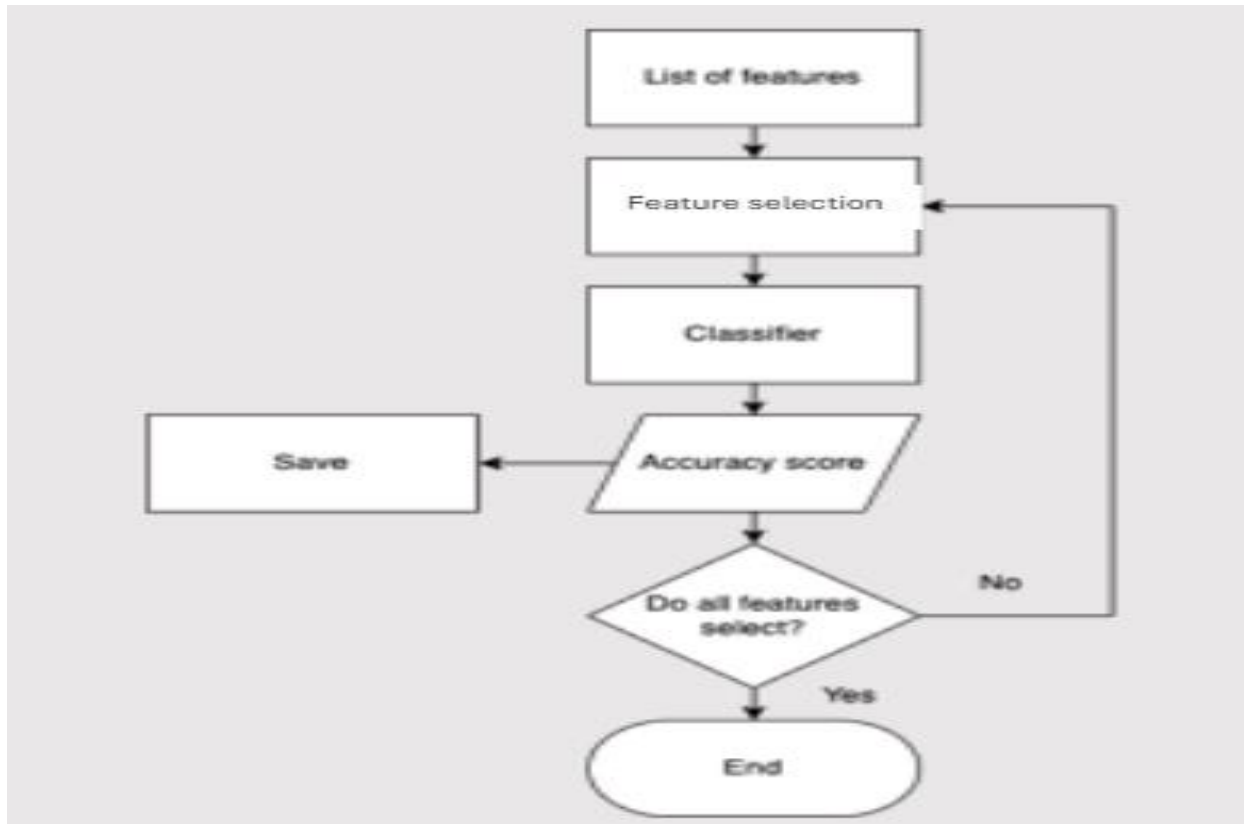 List of features
Feature selection
Classifier
Save
Accuracy score
Do all features
select?
No
Yes
End